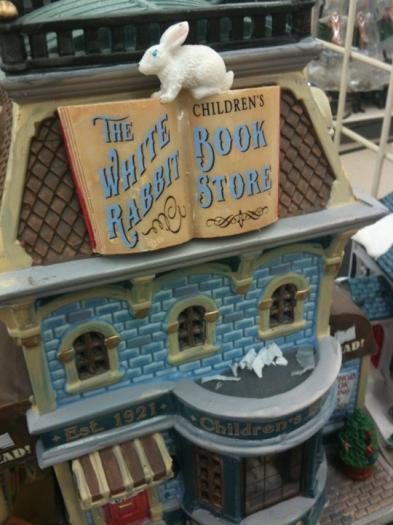 THE
WHITE
RABBIT
CHILDREN'S
BOOK
STORE
Est. 1921
Children's